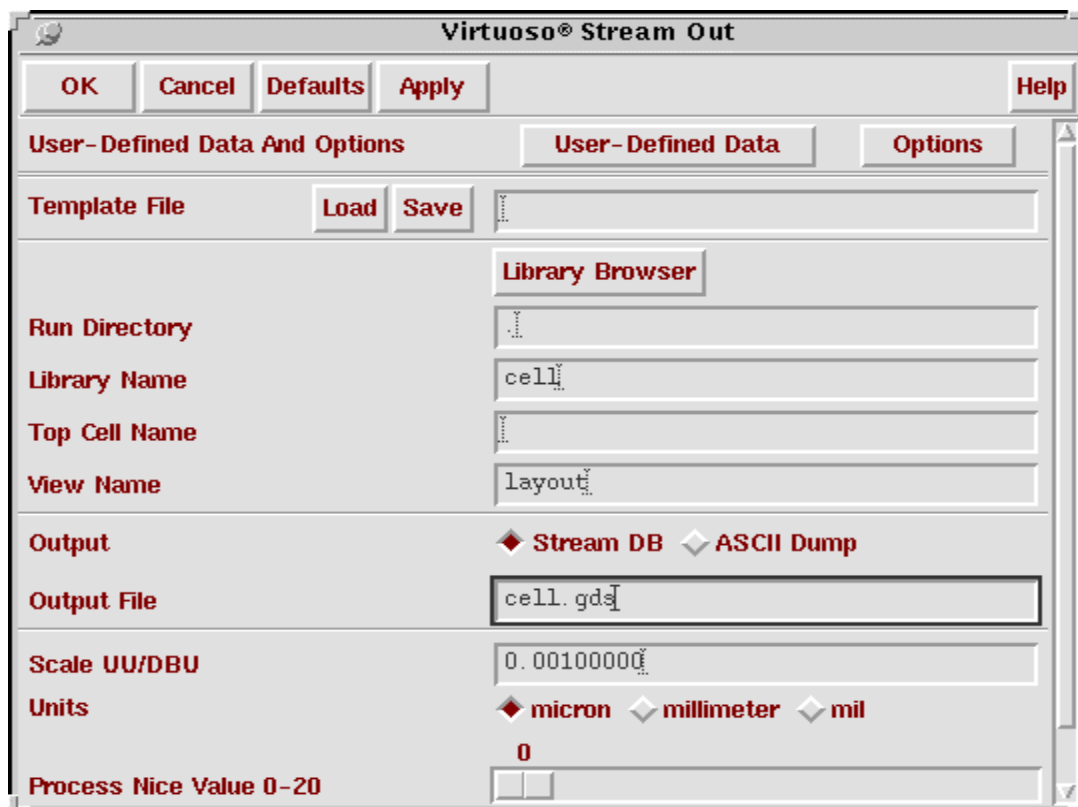 Virtuoso® Stream Out
OK Cancel Defaults Apply Help
User-Defined Data And Options User-Defined Data Options
Template File Load Save
Library Browser
Run Directory .
Library Name cell
Top Cell Name
View Name layout
Output Stream DB ASCII Dump
Output File cell.gds
Scale UU/DBU 0.00100000
Units micron millimeter mil
0
Process Nice Value 0-20